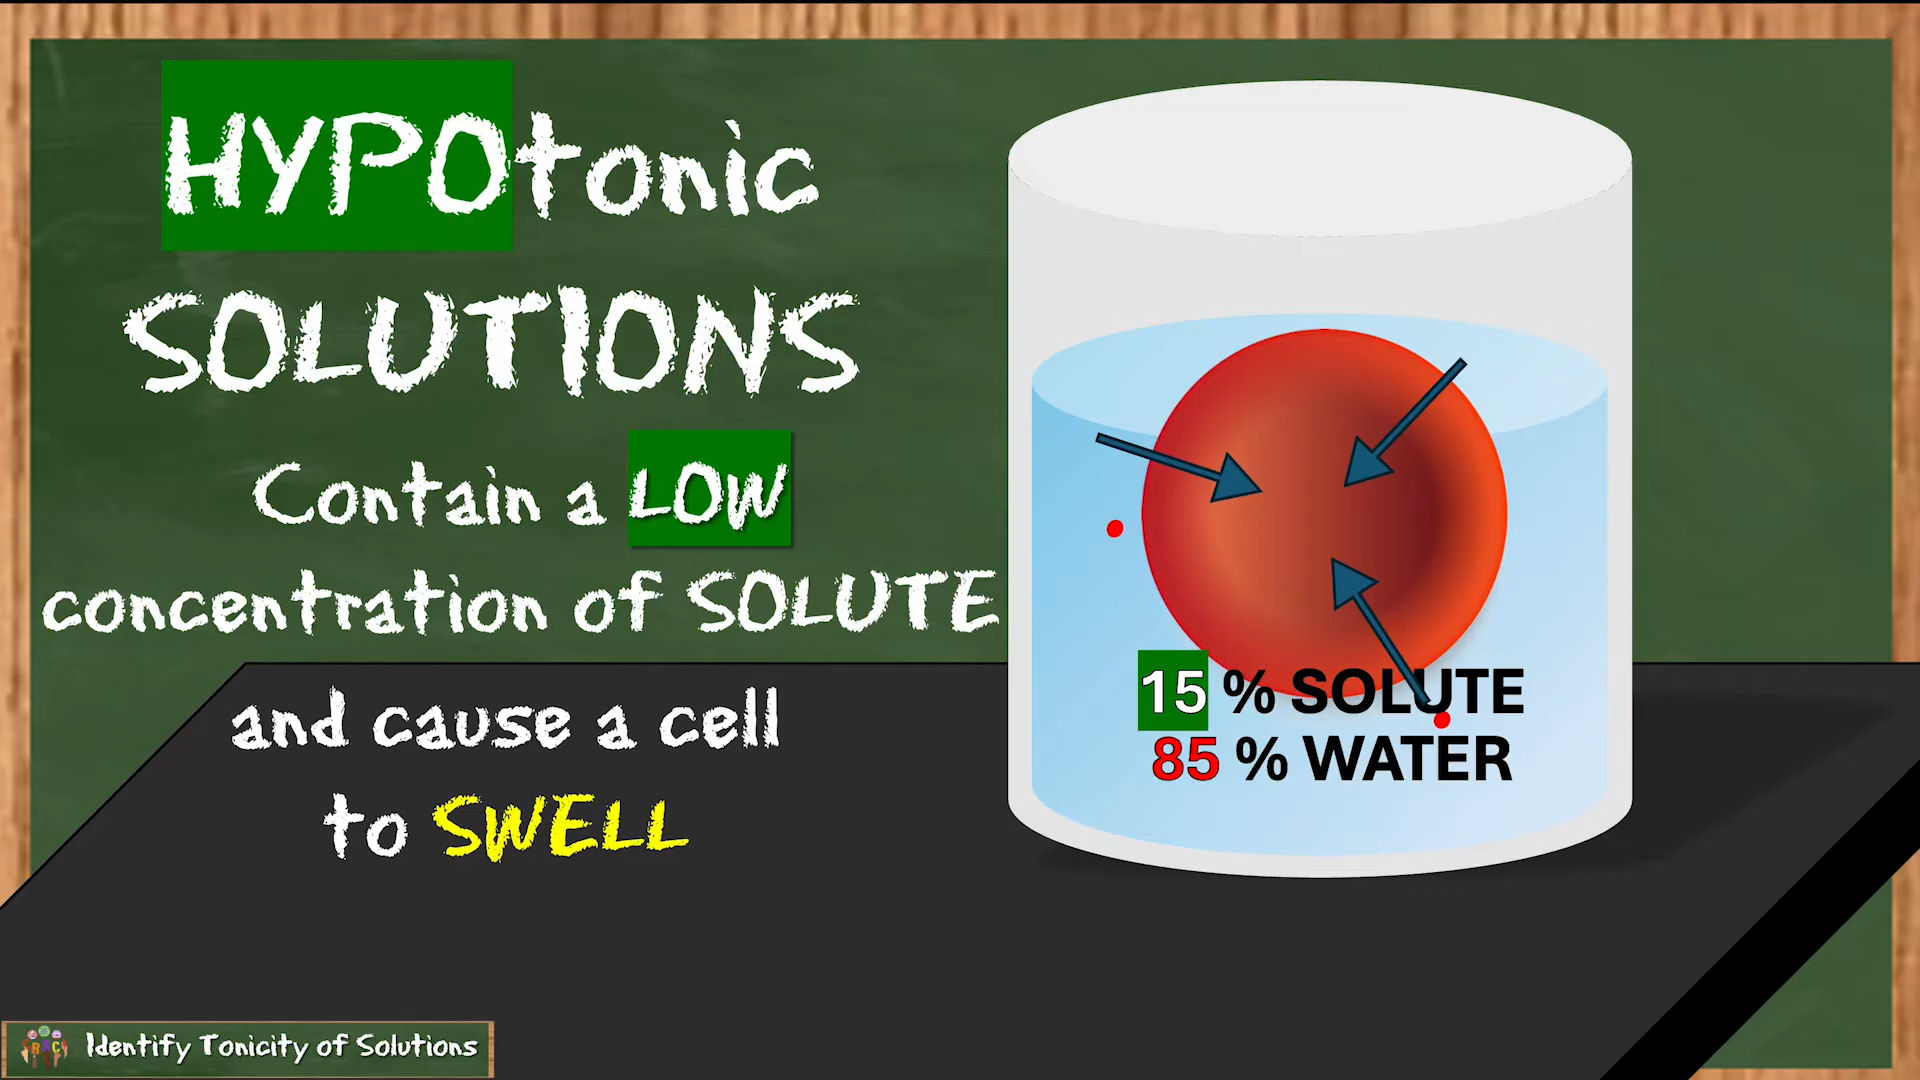 HYPOtonic
SOLUTIONS
Contain a LOW
concentration of SOLUTE
and cause a cell
to SWELL
15 % SOLUTE
85 % WATER
Identify Tonicity of Solutions